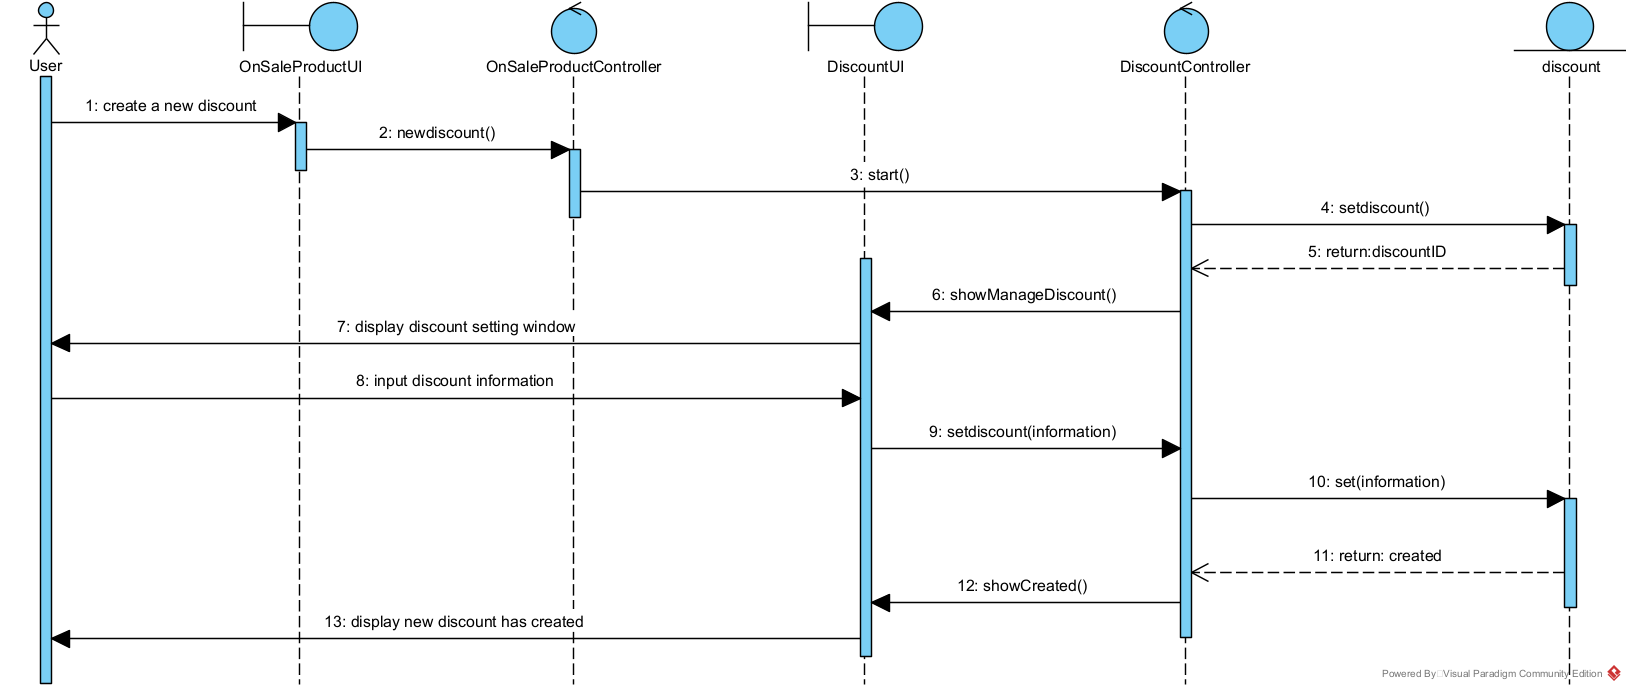 User
OnSaleProductUI
OnSaleProductController
DiscountUI
DiscountController
discount
1: create a new discount
2: newdiscount()
3: start()
4: setdiscount()
5: return:discountID
6: showManageDiscount()
7: display discount setting window
8: input discount information
9: setdiscount(information)
10: set(information)
11: return: created
12: showCreated()
13: display new discount has created
Powered By□Visual Paradigm Community Edition